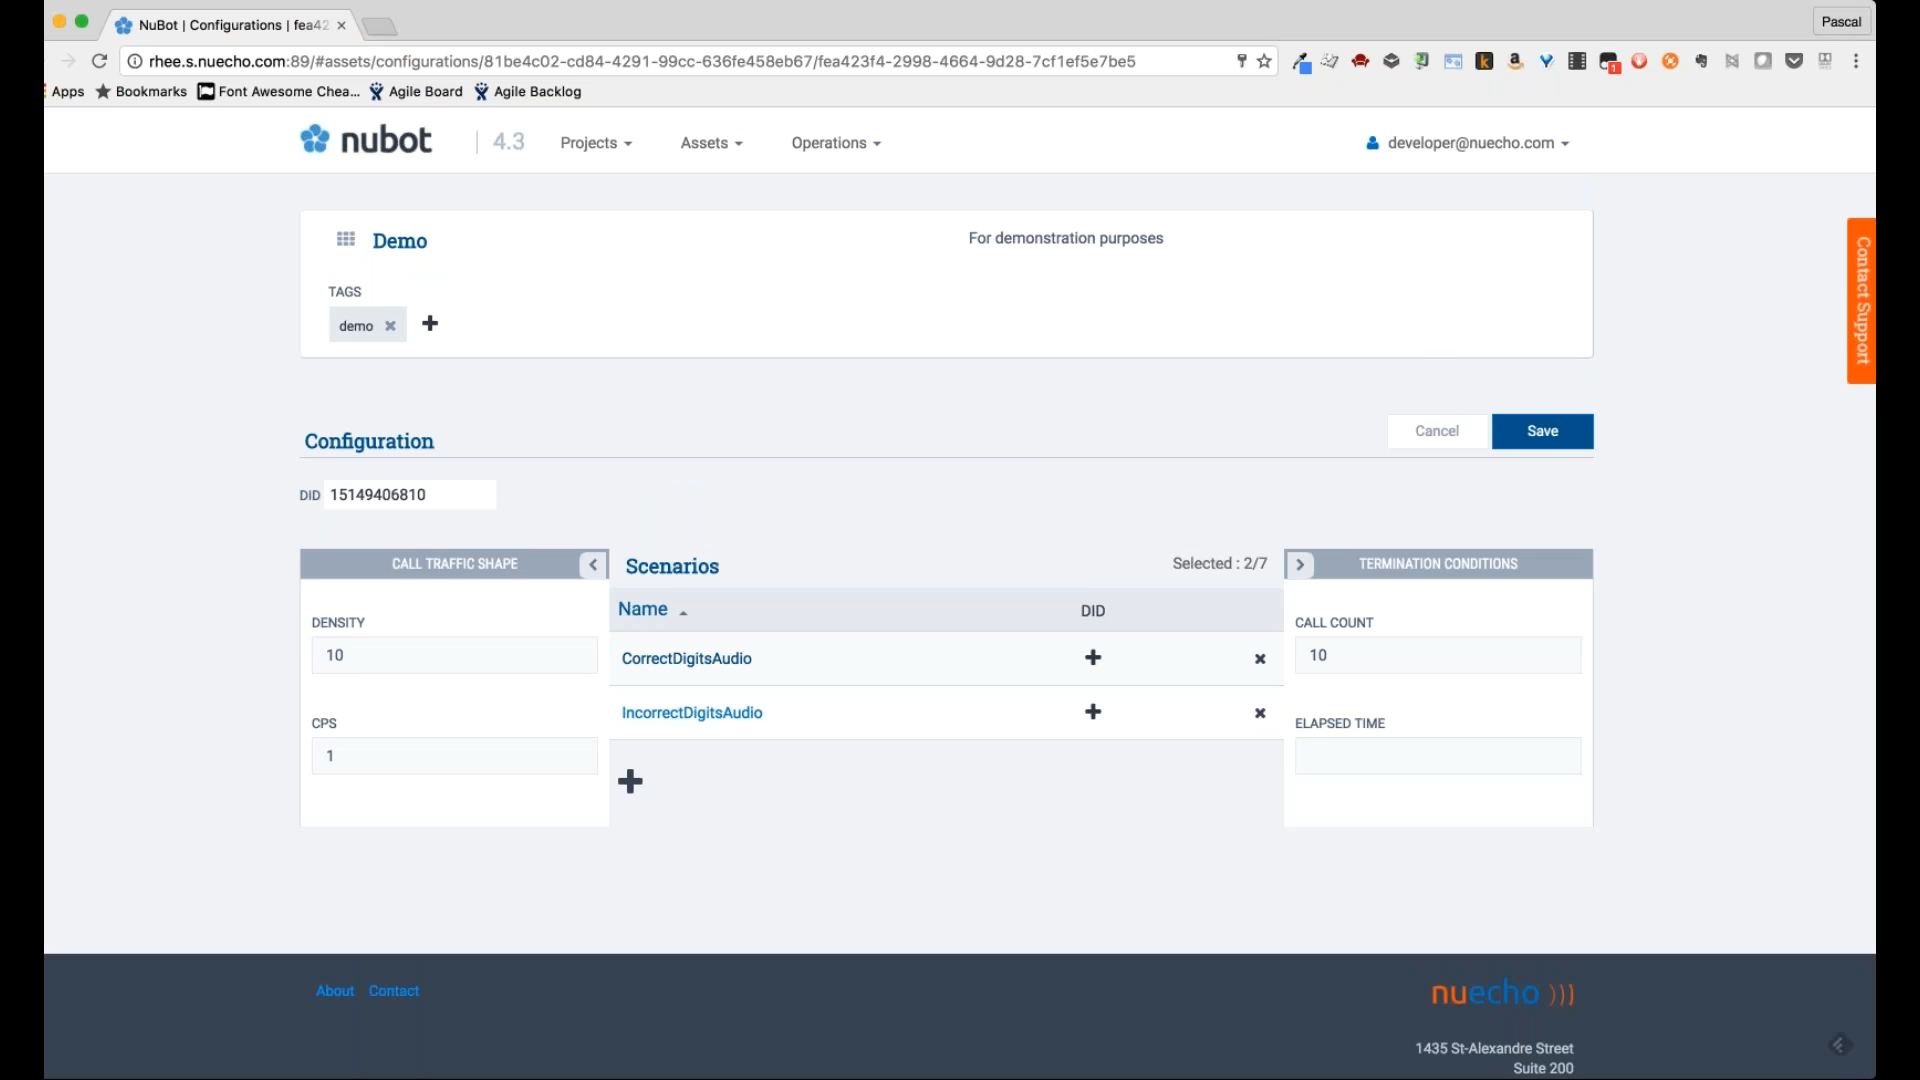 NuBot | Configurations | fea42
Pascal
rhee.s.nuecho.com:89/#assets/configurations/81be4c02-cd84-4291-99cc-636fe458eb67/fea423f4-2998-4664-9d28-7cf1ef5e7be5
Apps Bookmarks Font Awesome Chea... Agile Board Agile Backlog
nubot | 4.3 Projects Assets Operations developer@nuecho.com
Demo For demonstration purposes
TAGS
demo
Contact Support
Configuration Cancel Save
DID 15149406810
CALL TRAFFIC SHAPE Scenarios Selected : 2/7 TERMINATION CONDITIONS
Name DID
DENSITY CALL COUNT
10 CorrectDigitsAudio 10
IncorrectDigitsAudio
CPS ELAPSED TIME
1
About Contact
nuecho )))
1435 St-Alexandre Street
Suite 200